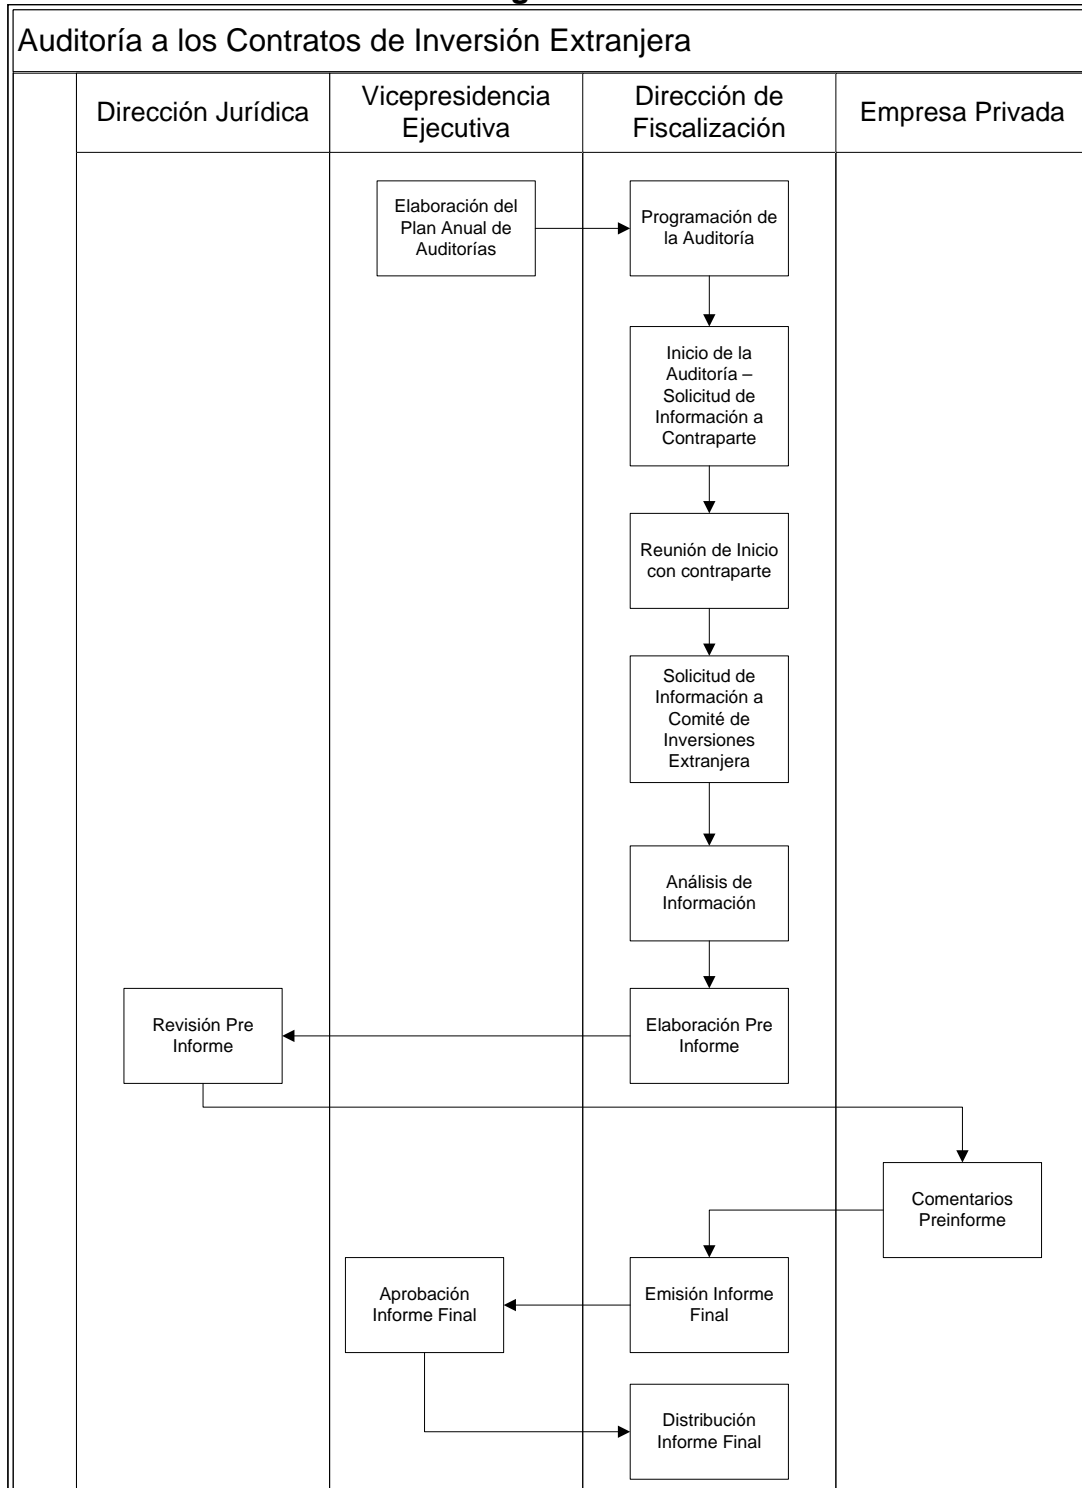 Auditoría a los Contratos de Inversión Extranjera
Dirección Jurídica
Vicepresidencia
Ejecutiva
Dirección de
Fiscalización
Empresa Privada
Elaboración del
Plan Anual de
Auditorías
Programación de
la Auditoría
Inicio de la
Auditoría –
Solicitud de
Información a
Contraparte
Reunión de Inicio
con contraparte
Solicitud de
Información a
Comité de
Inversiones
Extranjera
Análisis de
Información
Revisión Pre
Informe
Elaboración Pre
Informe
Comentarios
Preinforme
Aprobación
Informe Final
Emisión Informe
Final
Distribución
Informe Final